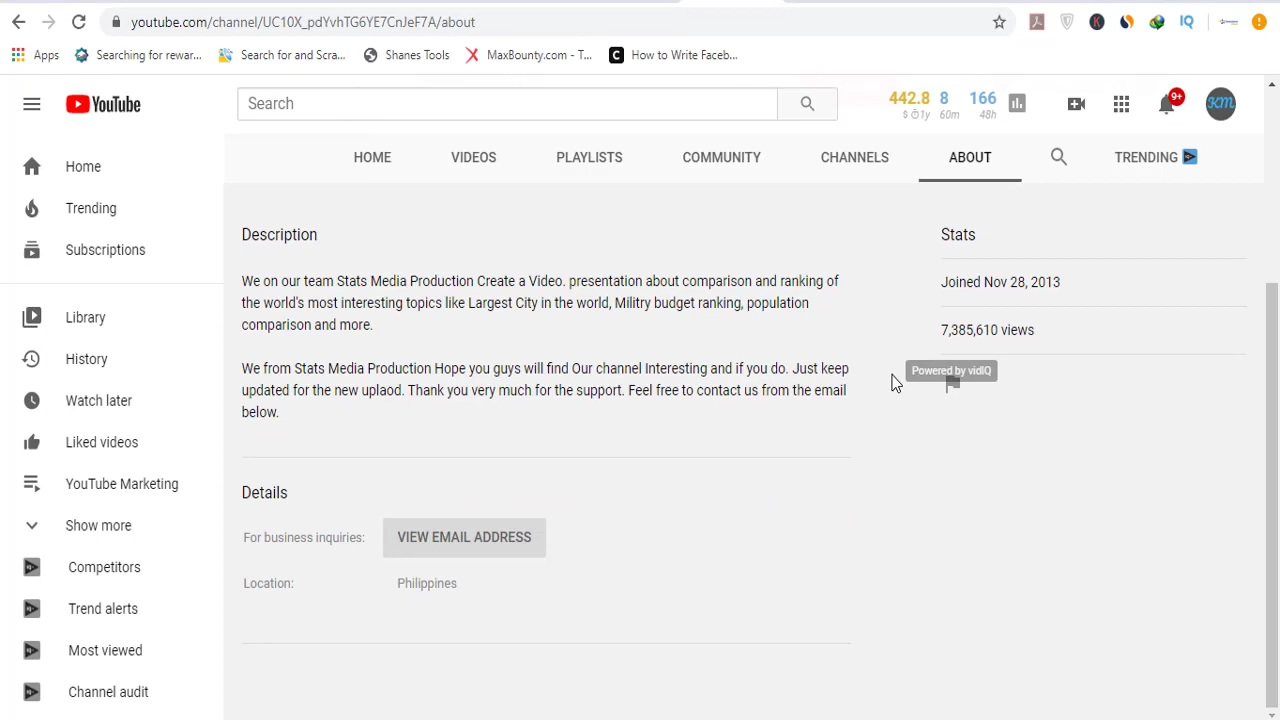 youtube.com/channel/UC10X_pdYvhTG6YE7CnJeF7A/about
Apps Searching for rewar... Search for and Scra... Shanes Tools MaxBounty.com - T... How to Write Faceb...
YouTube
Search
442.8 8 166
$ 1y 60m 48h
9+
KM
HOME VIDEOS PLAYLISTS COMMUNITY CHANNELS ABOUT TRENDING
Home
Trending
Subscriptions
Library
History
Watch later
Liked videos
YouTube Marketing
Show more
Competitors
Trend alerts
Most viewed
Channel audit
Description
We on our team Stats Media Production Create a Video. presentation about comparison and ranking of
the world's most interesting topics like Largest City in the world, Militry budget ranking, population
comparison and more.
We from Stats Media Production Hope you guys will find Our channel Interesting and if you do. Just keep
updated for the new uplaod. Thank you very much for the support. Feel free to contact us from the email
below.
Details
For business inquiries: VIEW EMAIL ADDRESS
Location: Philippines
Stats
Joined Nov 28, 2013
7,385,610 views
Powered by vidIQ